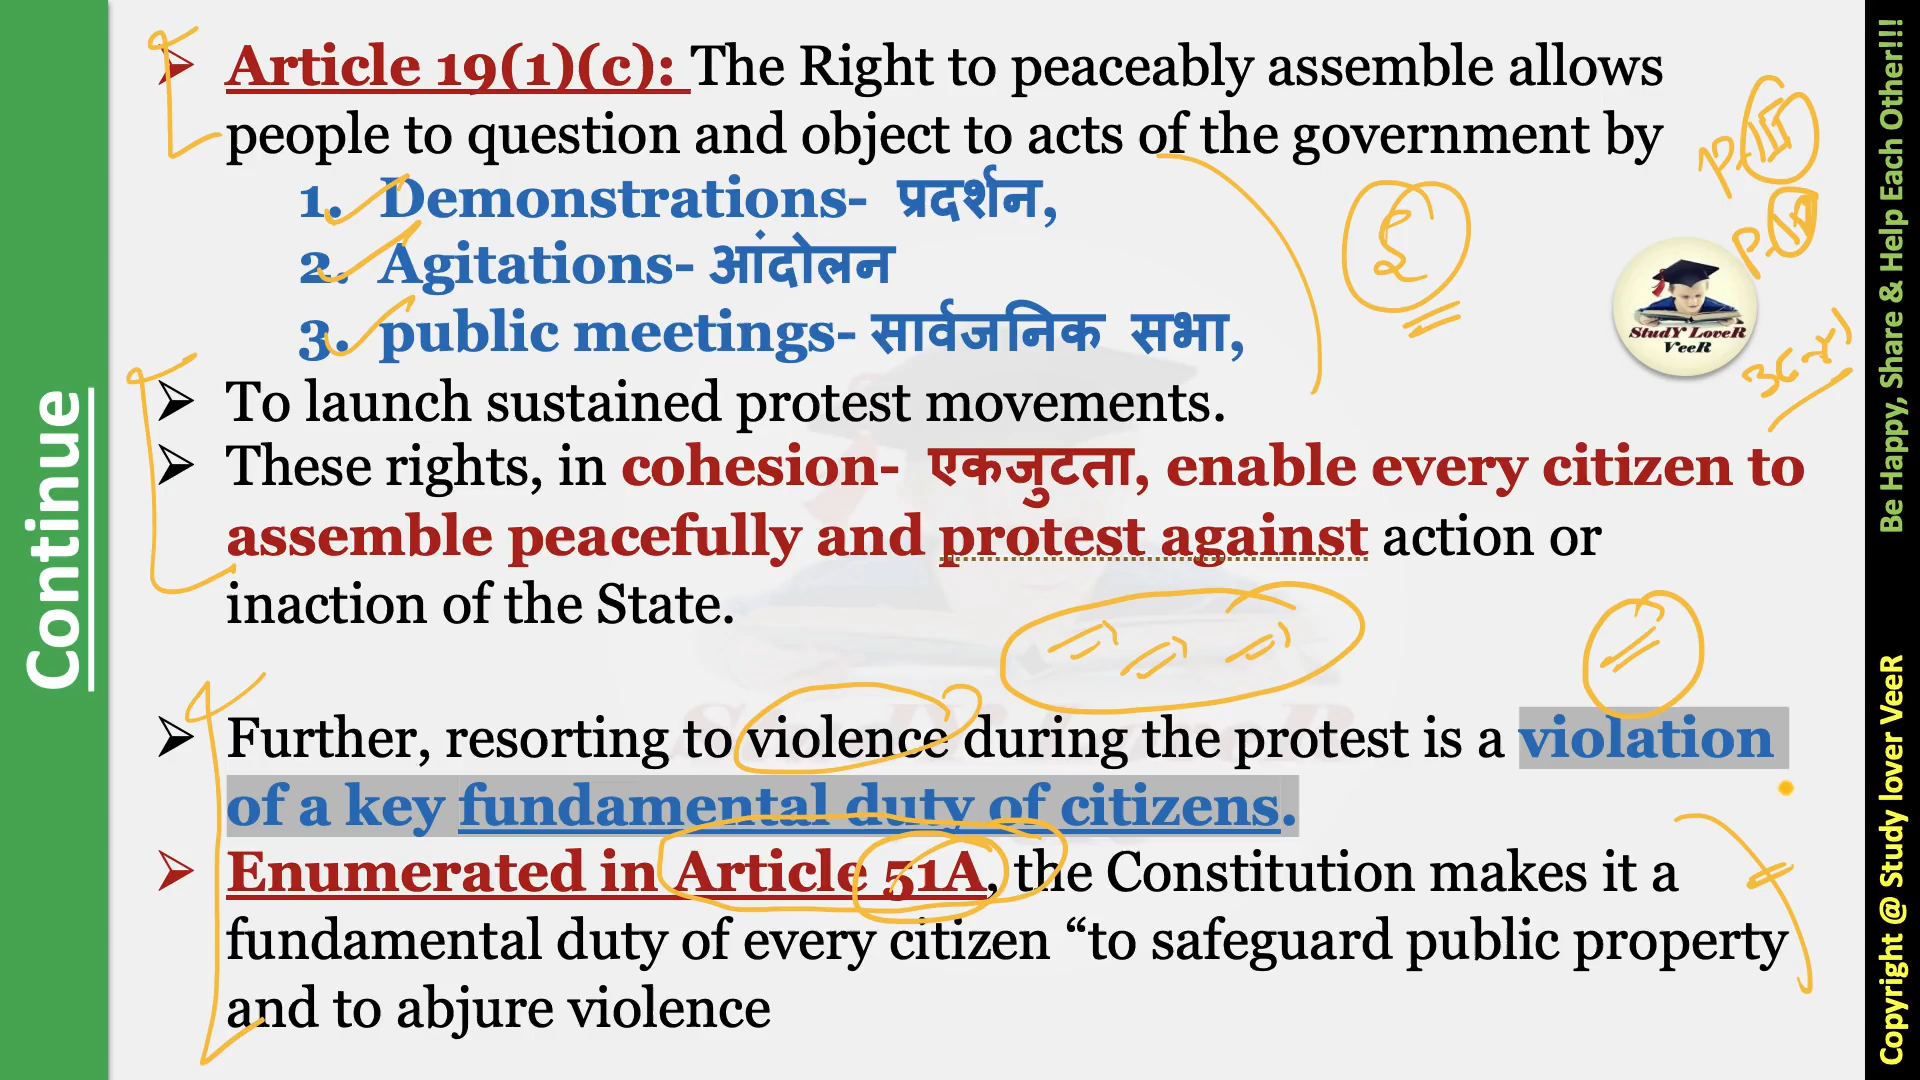 Continue
➤ Article 19(1)(c): The Right to peaceably assemble allows
people to question and object to acts of the government by
1. Demonstrations- प्रदर्शन,
2. Agitations- आंदोलन
3. public meetings- सार्वजनिक सभा,
➤ To launch sustained protest movements.
➤ These rights, in cohesion- एकजुटता, enable every citizen to
assemble peacefully and protest against action or
inaction of the State.
➤ Further, resorting to violence during the protest is a violation
of a key fundamental duty of citizens.
➤ Enumerated in Article 51A, the Constitution makes it a
fundamental duty of every citizen “to safeguard public property
and to abjure violence
StudY LoveR
VeeR
Be Happy, Share & Help Each Other!!!
Copyright @ Study lover VeeR